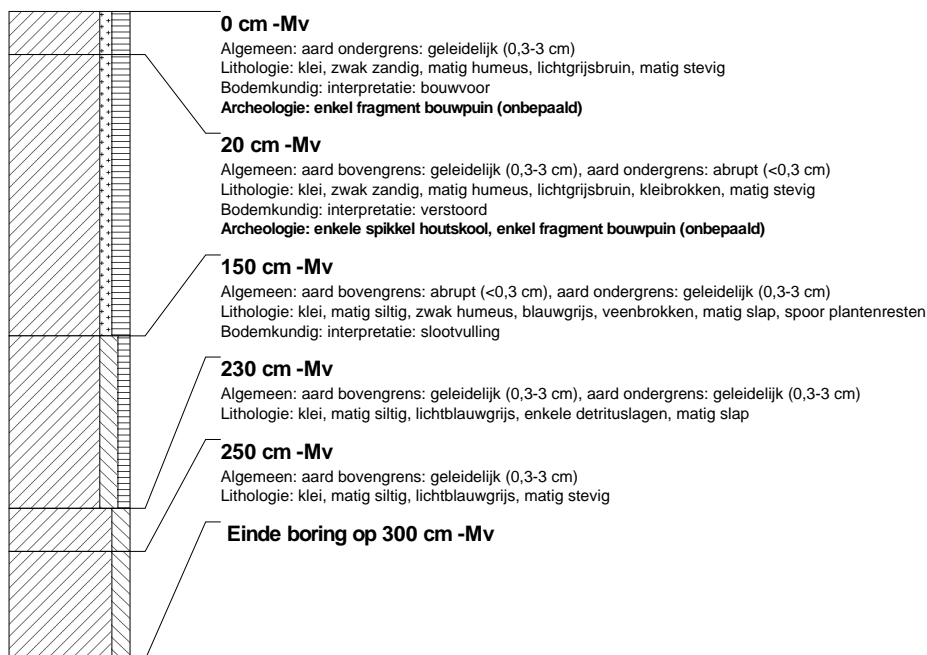 0 cm -Mv
Algemeen: aard ondergrens: geleidelijk (0,3-3 cm)
Lithologie: klei, zwak zandig, matig humeus, lichtgrijsbruin, matig stevig
Bodemkundig: interpretatie: bouwvoor
Archeologie: enkel fragment bouwpuin (onbepaald)
20 cm -Mv
Algemeen: aard bovengrens: geleidelijk (0,3-3 cm), aard ondergrens: abrupt (<0,3 cm)
Lithologie: klei, zwak zandig, matig humeus, lichtgrijsbruin, kleibrokken, matig stevig
Bodemkundig: interpretatie: verstoord
Archeologie: enkele spikkel houtskool, enkel fragment bouwpuin (onbepaald)
150 cm -Mv
Algemeen: aard bovengrens: abrupt (<0,3 cm), aard ondergrens: geleidelijk (0,3-3 cm)
Lithologie: klei, matig siltig, zwak humeus, blauwgrijs, veenbrokken, matig slap, spoor plantenresten
Bodemkundig: interpretatie: slootvulling
230 cm -Mv
Algemeen: aard bovengrens: geleidelijk (0,3-3 cm), aard ondergrens: geleidelijk (0,3-3 cm)
Lithologie: klei, matig siltig, lichtblauwgrijs, enkele detrituslagen, matig slap
250 cm -Mv
Algemeen: aard bovengrens: geleidelijk (0,3-3 cm)
Lithologie: klei, matig siltig, lichtblauwgrijs, matig stevig
Einde boring op 300 cm -Mv